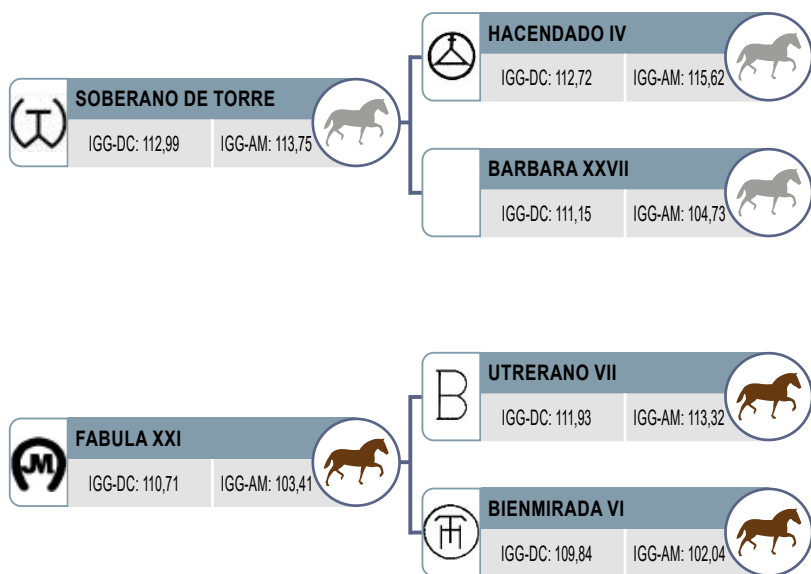 HACENDADO IV
IGG-DC: 112,72 IGG-AM: 115,62
SOBERANO DE TORRE
IGG-DC: 112,99 IGG-AM: 113,75
BARBARA XXVII
IGG-DC: 111,15 IGG-AM: 104,73
UTRERANO VII
B
IGG-DC: 111,93 IGG-AM: 113,32
FABULA XXI
JM
IGG-DC: 110,71 IGG-AM: 103,41
BIENMIRADA VI
IGG-DC: 109,84 IGG-AM: 102,04